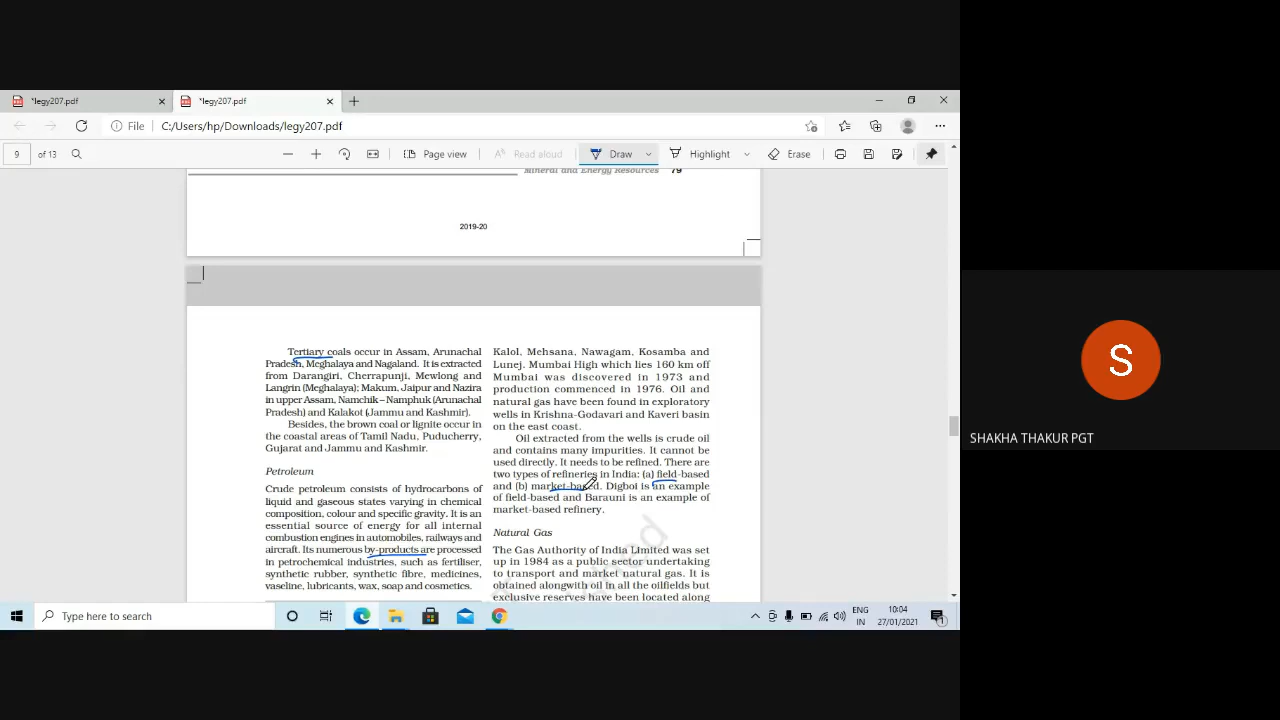 *legy207.pdf
*legy207.pdf
File
C:/Users/hp/Downloads/legy207.pdf
9 of 13
Page view
Read aloud
Draw
Highlight
Erase
Mineral and Energy Resources 79
2019-20
Tertiary coals occur in Assam, Arunachal
Pradesh, Meghalaya and Nagaland. It is extracted
from Darangiri, Cherrapunji, Mewlong and
Langrin (Meghalaya); Makum, Jaipur and Nazira
in upper Assam, Namchik – Namphuk (Arunachal
Pradesh) and Kalakot (Jammu and Kashmir).
Besides, the brown coal or lignite occur in
the coastal areas of Tamil Nadu, Puducherry,
Gujarat and Jammu and Kashmir.
Petroleum
Crude petroleum consists of hydrocarbons of
liquid and gaseous states varying in chemical
composition, colour and specific gravity. It is an
essential source of energy for all internal
combustion engines in automobiles, railways and
aircraft. Its numerous by-products are processed
in petrochemical industries, such as fertiliser,
synthetic rubber, synthetic fibre, medicines,
vaseline, lubricants, wax, soap and cosmetics.
Kalol, Mehsana, Nawagam, Kosamba and
Lunej. Mumbai High which lies 160 km off
Mumbai was discovered in 1973 and
production commenced in 1976. Oil and
natural gas have been found in exploratory
wells in Krishna-Godavari and Kaveri basin
on the east coast.
Oil extracted from the wells is crude oil
and contains many impurities. It cannot be
used directly. It needs to be refined. There are
two types of refineries in India: (a) field-based
and (b) market-based. Digboi is an example
of field-based and Barauni is an example of
market-based refinery.
Natural Gas
The Gas Authority of India Limited was set
up in 1984 as a public sector undertaking
to transport and market natural gas. It is
obtained alongwith oil in all the oilfields but
exclusive reserves have been located along
S
SHAKHA THAKUR PGT
Type here to search
ENG
IN
10:04
27/01/2021